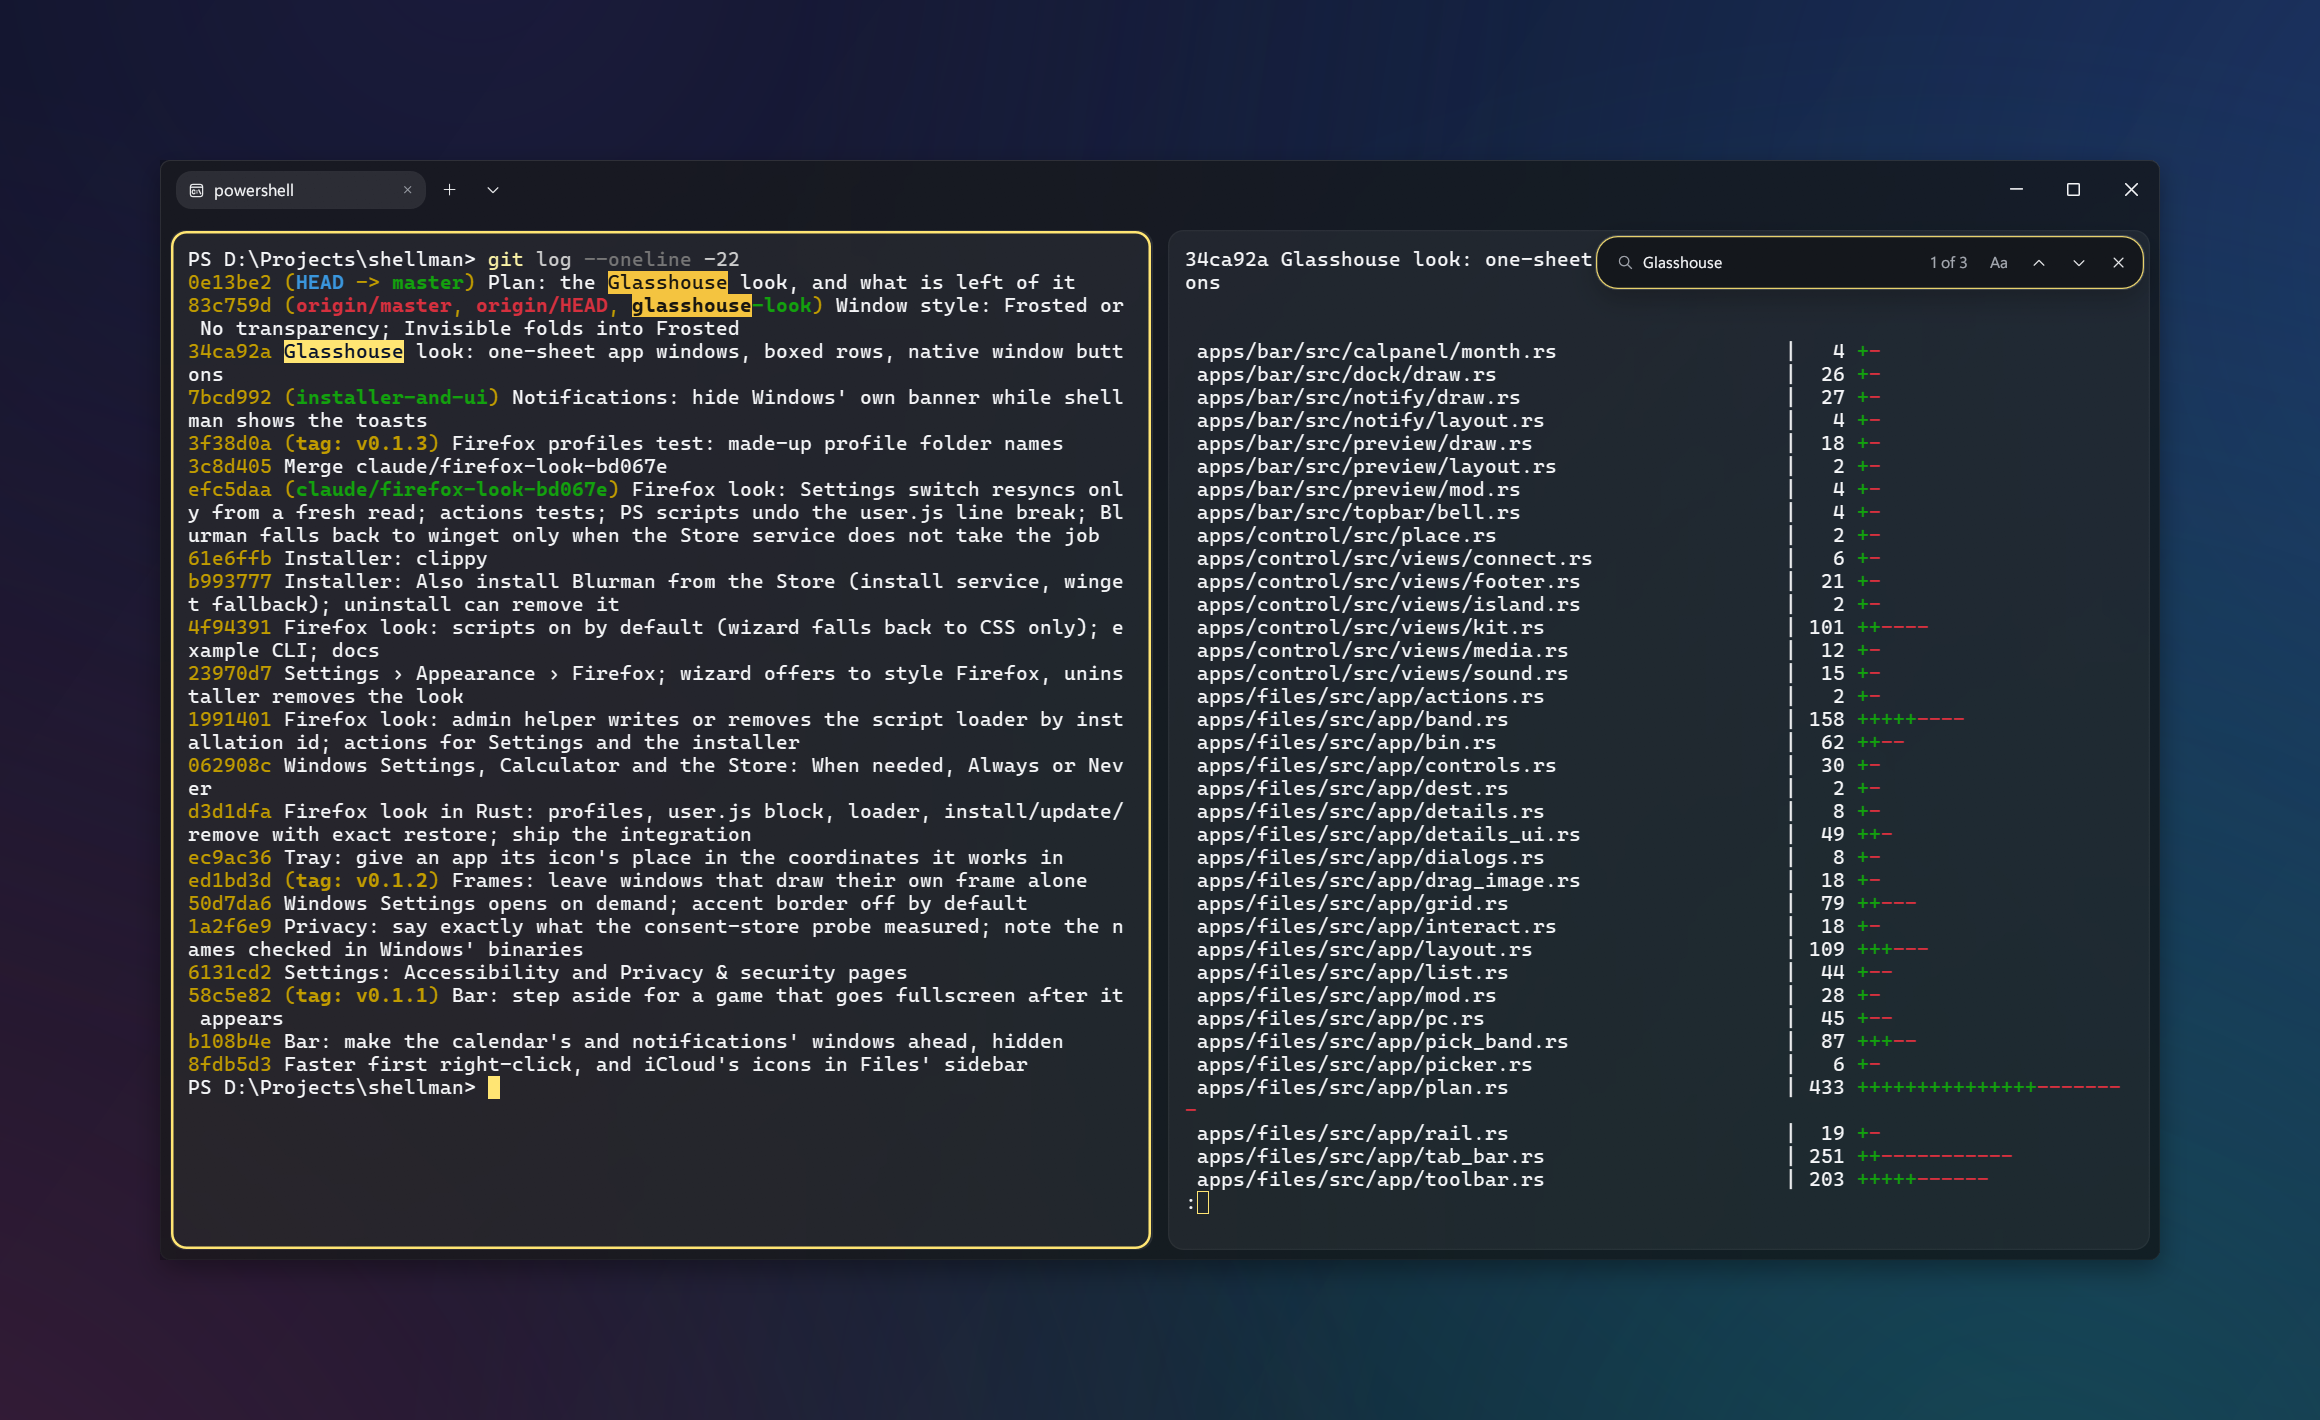 powershell
PS D:\Projects\shellman> git log --oneline -22
0e13be2 (HEAD -> master) Plan: the Glasshouse look, and what is left of it
83c759d (origin/master, origin/HEAD, glasshouse-look) Window style: Frosted or
No transparency; Invisible folds into Frosted
34ca92a Glasshouse look: one-sheet app windows, boxed rows, native window butt
ons
7bcd992 (installer-and-ui) Notifications: hide Windows' own banner while shell
man shows the toasts
3f38d0a (tag: v0.1.3) Firefox profiles test: made-up profile folder names
3c8d405 Merge claude/firefox-look-bd067e
efc5daa (claude/firefox-look-bd067e) Firefox look: Settings switch resyncs onl
y from a fresh read; actions tests; PS scripts undo the user.js line break; Bl
urman falls back to winget only when the Store service does not take the job
61e6ffb Installer: clippy
b993777 Installer: Also install Blurman from the Store (install service, winge
t fallback); uninstall can remove it
4f94391 Firefox look: scripts on by default (wizard falls back to CSS only); e
xample CLI; docs
23970d7 Settings › Appearance › Firefox; wizard offers to style Firefox, unins
taller removes the look
1991401 Firefox look: admin helper writes or removes the script loader by inst
allation id; actions for Settings and the installer
062908c Windows Settings, Calculator and the Store: When needed, Always or Nev
er
d3d1dfa Firefox look in Rust: profiles, user.js block, loader, install/update/
remove with exact restore; ship the integration
ec9ac36 Tray: give an app its icon's place in the coordinates it works in
ed1bd3d (tag: v0.1.2) Frames: leave windows that draw their own frame alone
50d7da6 Windows Settings opens on demand; accent border off by default
1a2f6e9 Privacy: say exactly what the consent-store probe measured; note the n
ames checked in Windows' binaries
6131cd2 Settings: Accessibility and Privacy & security pages
58c5e82 (tag: v0.1.1) Bar: step aside for a game that goes fullscreen after it
appears
b108b4e Bar: make the calendar's and notifications' windows ahead, hidden
8fdb5d3 Faster first right-click, and iCloud's icons in Files' sidebar
PS D:\Projects\shellman>
34ca92a Glasshouse look: one-sheet
ons
Glasshouse 1 of 3 Aa
apps/bar/src/calpanel/month.rs | 4 +-
apps/bar/src/dock/draw.rs | 26 +-
apps/bar/src/notify/draw.rs | 27 +-
apps/bar/src/notify/layout.rs | 4 +-
apps/bar/src/preview/draw.rs | 18 +-
apps/bar/src/preview/layout.rs | 2 +-
apps/bar/src/preview/mod.rs | 4 +-
apps/bar/src/topbar/bell.rs | 4 +-
apps/control/src/place.rs | 2 +-
apps/control/src/views/connect.rs | 6 +-
apps/control/src/views/footer.rs | 21 +-
apps/control/src/views/island.rs | 2 +-
apps/control/src/views/kit.rs | 101 ++----
apps/control/src/views/media.rs | 12 +-
apps/control/src/views/sound.rs | 15 +-
apps/files/src/app/actions.rs | 2 +-
apps/files/src/app/band.rs | 158 +++++----
apps/files/src/app/bin.rs | 62 ++--
apps/files/src/app/controls.rs | 30 +-
apps/files/src/app/dest.rs | 2 +-
apps/files/src/app/details.rs | 8 +-
apps/files/src/app/details_ui.rs | 49 ++-
apps/files/src/app/dialogs.rs | 8 +-
apps/files/src/app/drag_image.rs | 18 +-
apps/files/src/app/grid.rs | 79 ++---
apps/files/src/app/interact.rs | 18 +-
apps/files/src/app/layout.rs | 109 +++---
apps/files/src/app/list.rs | 44 +--
apps/files/src/app/mod.rs | 28 +-
apps/files/src/app/pc.rs | 45 +--
apps/files/src/app/pick_band.rs | 87 +++--
apps/files/src/app/picker.rs | 6 +-
apps/files/src/app/plan.rs | 433 +++++++++++++++-------
-
apps/files/src/app/rail.rs | 19 +-
apps/files/src/app/tab_bar.rs | 251 ++-----------
apps/files/src/app/toolbar.rs | 203 +++++------
: